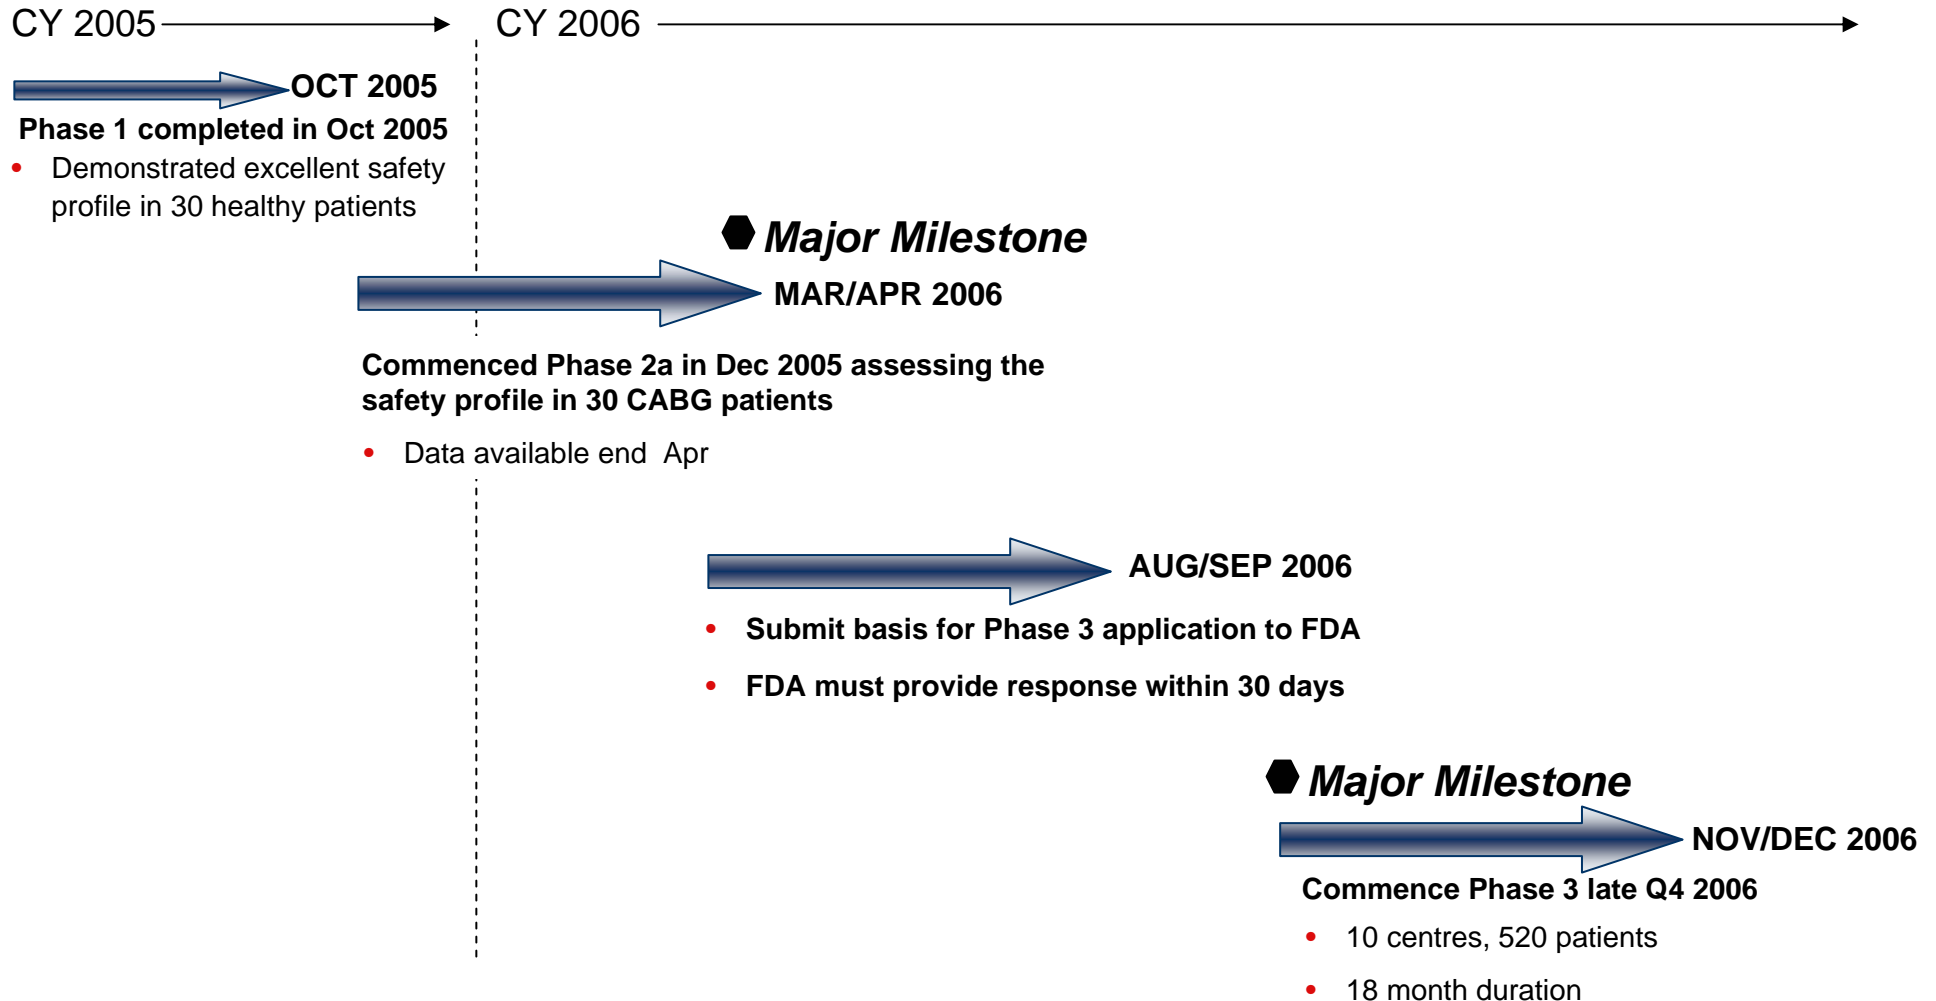 CY 2005
CY 2006
OCT 2005
Phase 1 completed in Oct 2005
• Demonstrated excellent safety
profile in 30 healthy patients
Major Milestone
MAR/APR 2006
Commenced Phase 2a in Dec 2005 assessing the
safety profile in 30 CABG patients
• Data available end  Apr
AUG/SEP 2006
• Submit basis for Phase 3 application to FDA
• FDA must provide response within 30 days
Major Milestone
NOV/DEC 2006
Commence Phase 3 late Q4 2006
• 10 centres, 520 patients
• 18 month duration